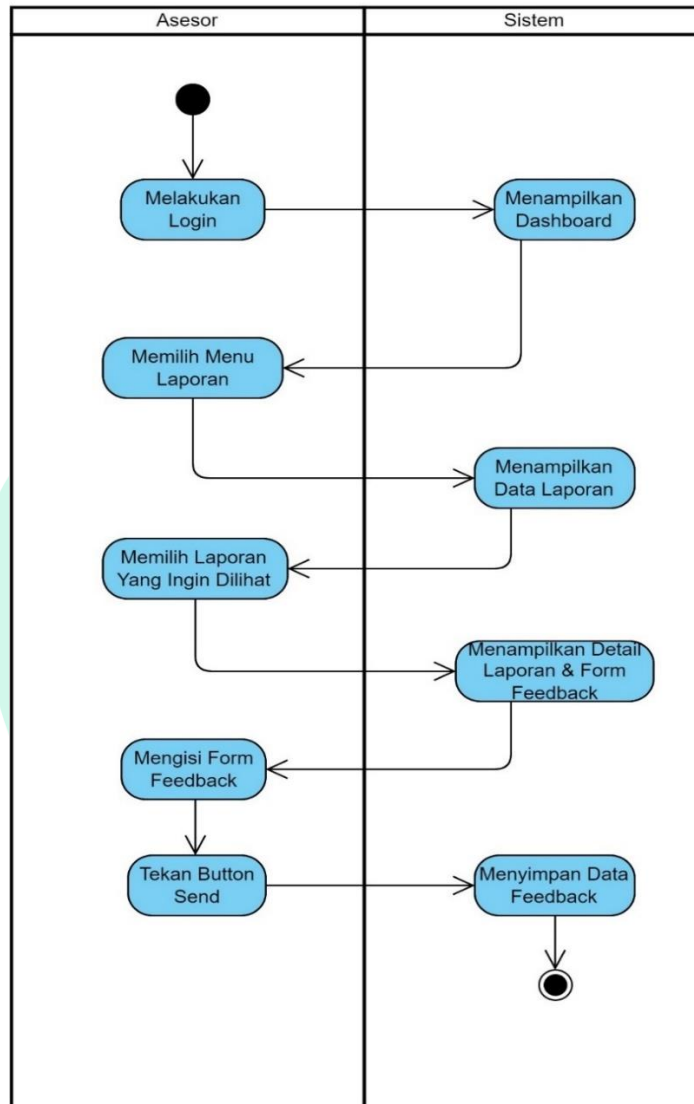 Asesor
Sistem
Melakukan
Login
Menampilkan
Dashboard
Memilih Menu
Laporan
Menampilkan
Data Laporan
Memilih Laporan
Yang Ingin Dilihat
Menampilkan Detail
Laporan & Form
Feedback
Mengisi Form
Feedback
Tekan Button
Send
Menyimpan Data
Feedback